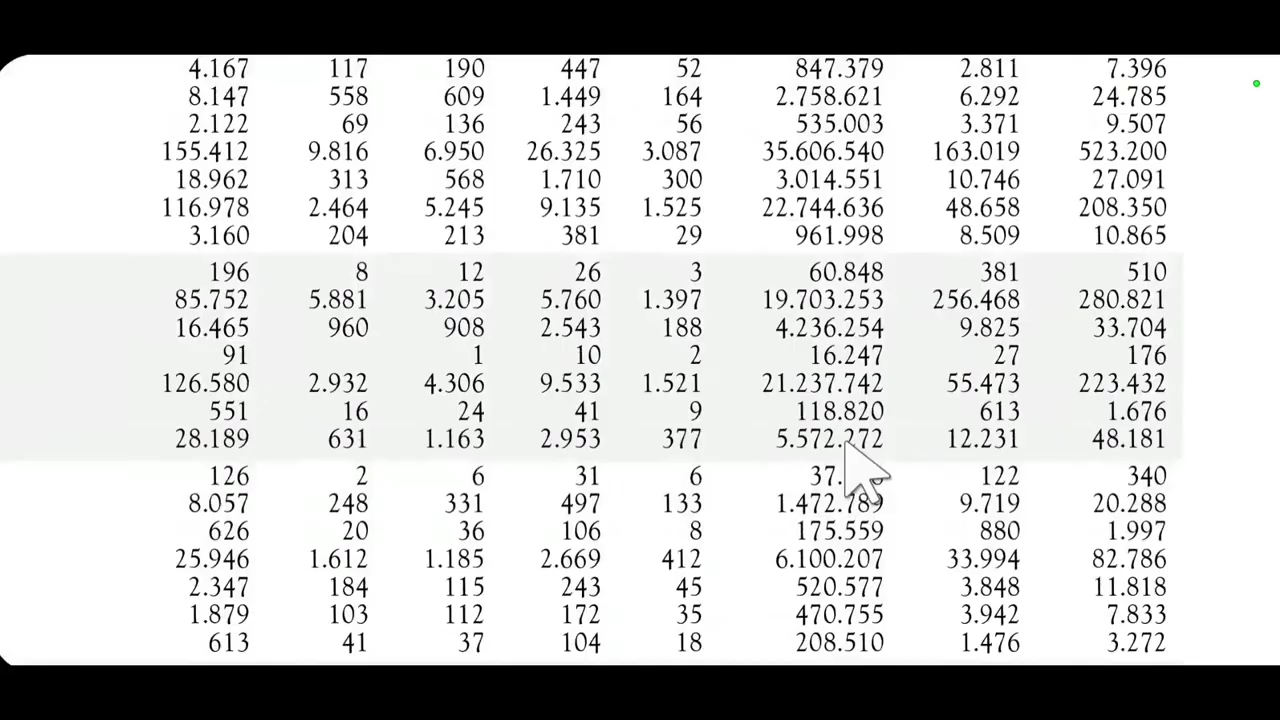 4.167 117 190 447 52 847.379 2.811 7.396
8.147 558 609 1.449 164 2.758.621 6.292 24.785
2.122 69 136 243 56 535.003 3.371 9.507
155.412 9.816 6.950 26.325 3.087 35.606.540 163.019 523.200
18.962 313 568 1.710 300 3.014.551 10.746 27.091
116.978 2.464 5.245 9.135 1.525 22.744.636 48.658 208.350
3.160 204 213 381 29 961.998 8.509 10.865
196 8 12 26 3 60.848 381 510
85.752 5.881 3.205 5.760 1.397 19.703.253 256.468 280.821
16.465 960 908 2.543 188 4.236.254 9.825 33.704
91 1 10 2 16.247 27 176
126.580 2.932 4.306 9.533 1.521 21.237.742 55.473 223.432
551 16 24 41 9 118.820 613 1.676
28.189 631 1.163 2.953 377 5.572.272 12.231 48.181
126 2 6 31 6 122 340
8.057 248 331 497 133 1.472.789 9.719 20.288
626 20 36 106 8 175.559 880 1.997
25.946 1.612 1.185 2.669 412 6.100.207 33.994 82.786
2.347 184 115 243 45 520.577 3.848 11.818
1.879 103 112 172 35 470.755 3.942 7.833
613 41 37 104 18 208.510 1.476 3.272